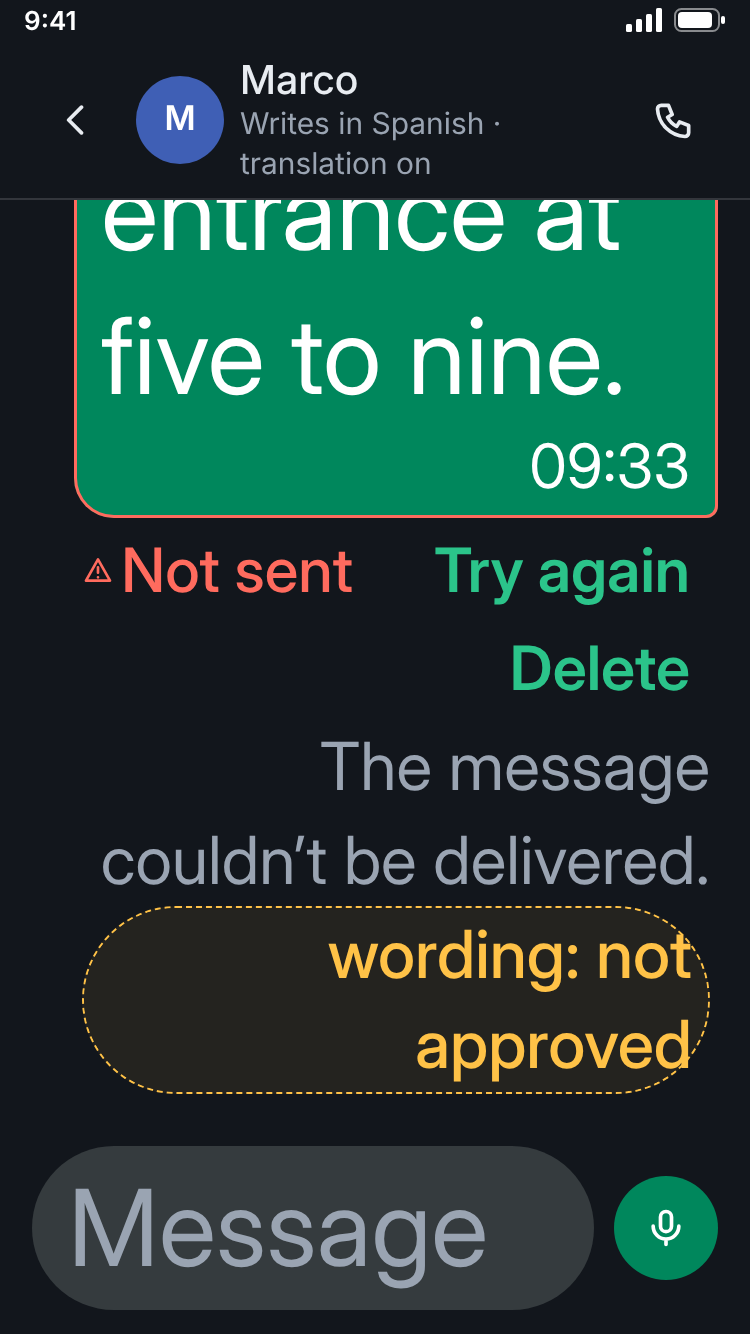 9:41
M
Marco
Writes in Spanish ·
translation on
entrance at
five to nine.
09:33
Not sent
Try again
Delete
The message
couldn’t be delivered.
wording: not
approved
Message